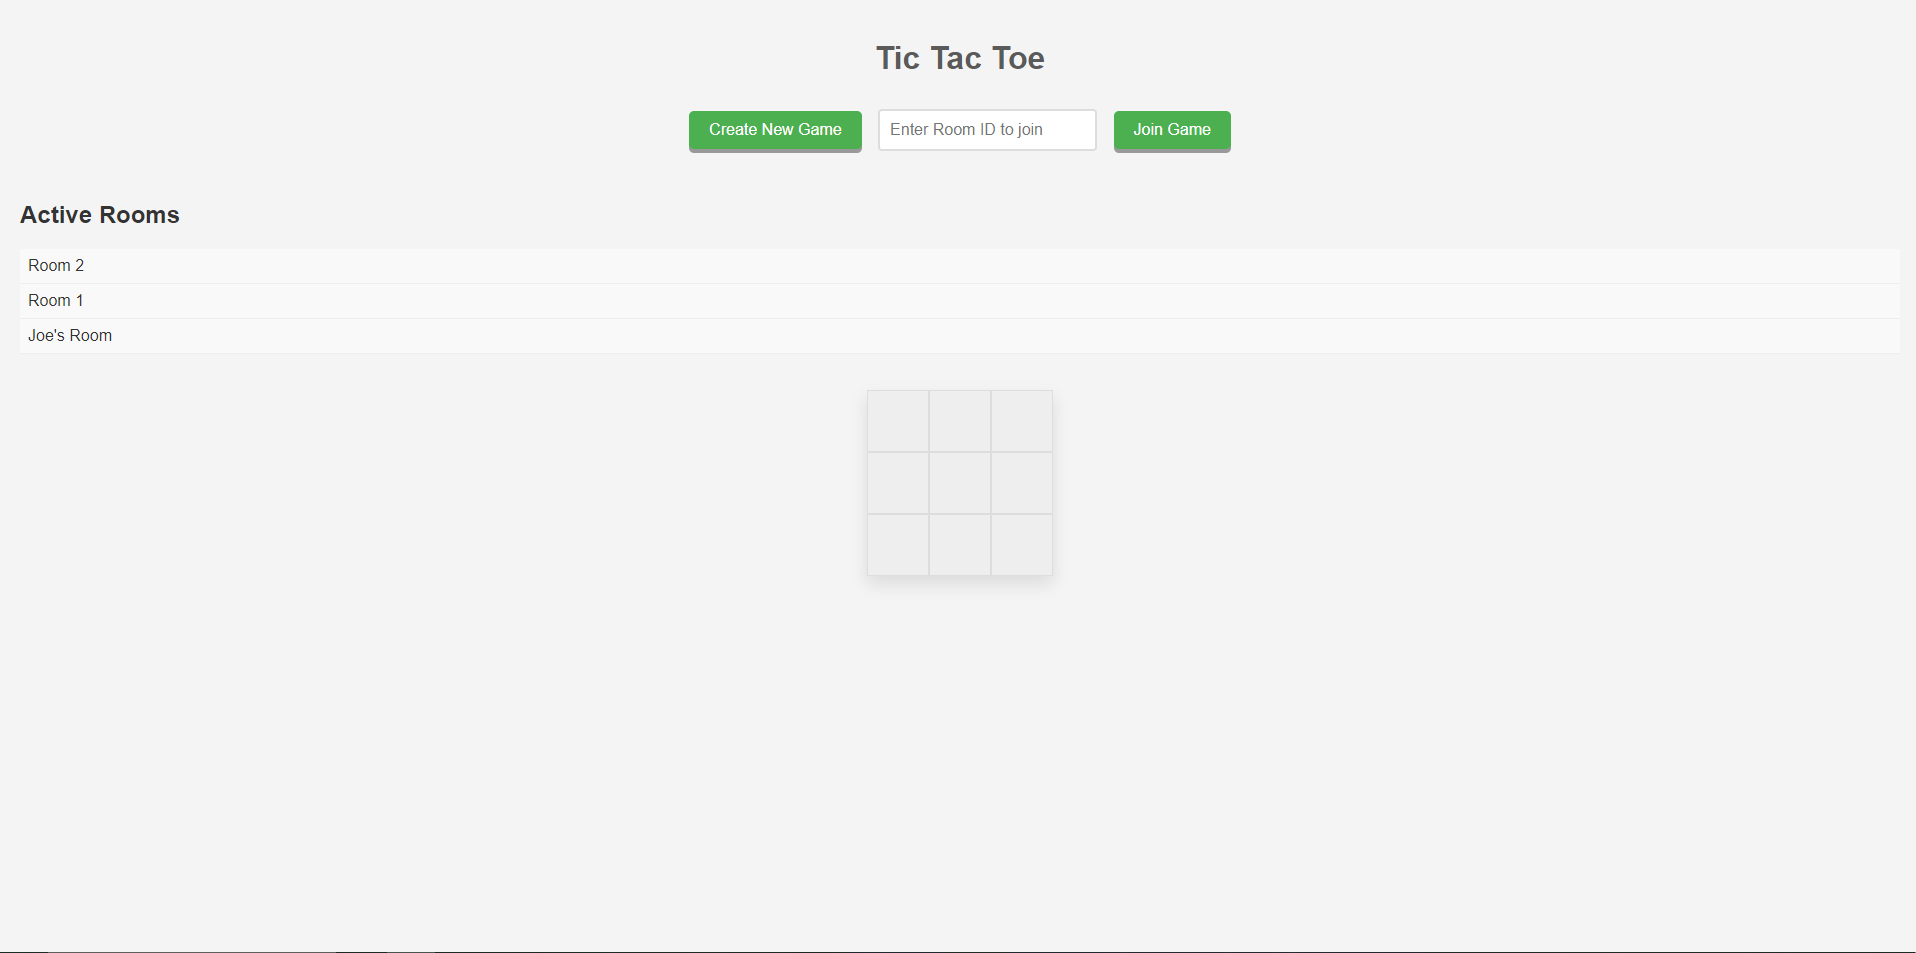 Tic Tac Toe
Create New Game
Enter Room ID to join
Join Game
Active Rooms
Room 2
Room 1
Joe's Room